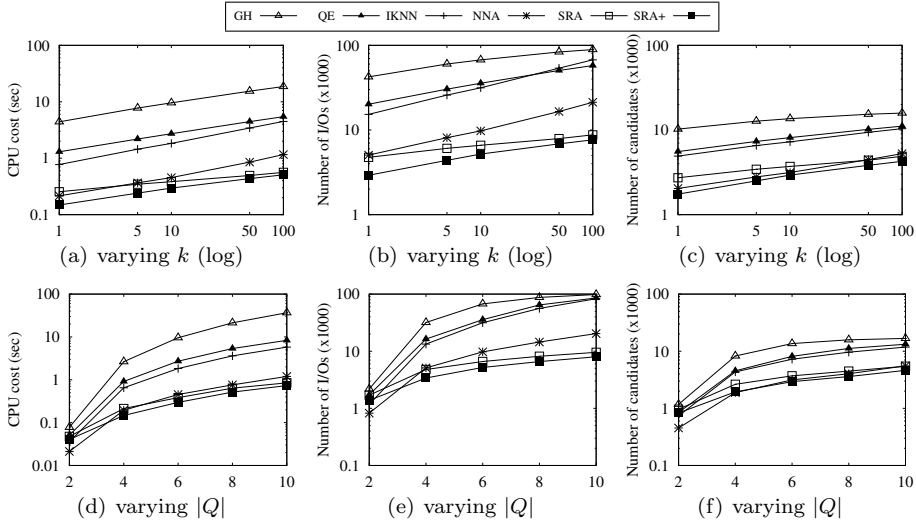 GH QE IKNN NNA SRA SRA+
CPU cost (sec)
100
10
1
0.1
1 5 10 50 100
(a) varying k (log)
Number of I/Os (x1000)
100
10
1
1 5 10 50 100
(b) varying k (log)
Number of candidates (x1000)
100
10
1
1 5 10 50 100
(c) varying k (log)
CPU cost (sec)
100
10
1
0.1
0.01
2 4 6 8 10
(d) varying |Q|
Number of I/Os (x1000)
100
10
1
0.1
2 4 6 8 10
(e) varying |Q|
Number of candidates (x1000)
100
10
1
0.1
2 4 6 8 10
(f) varying |Q|